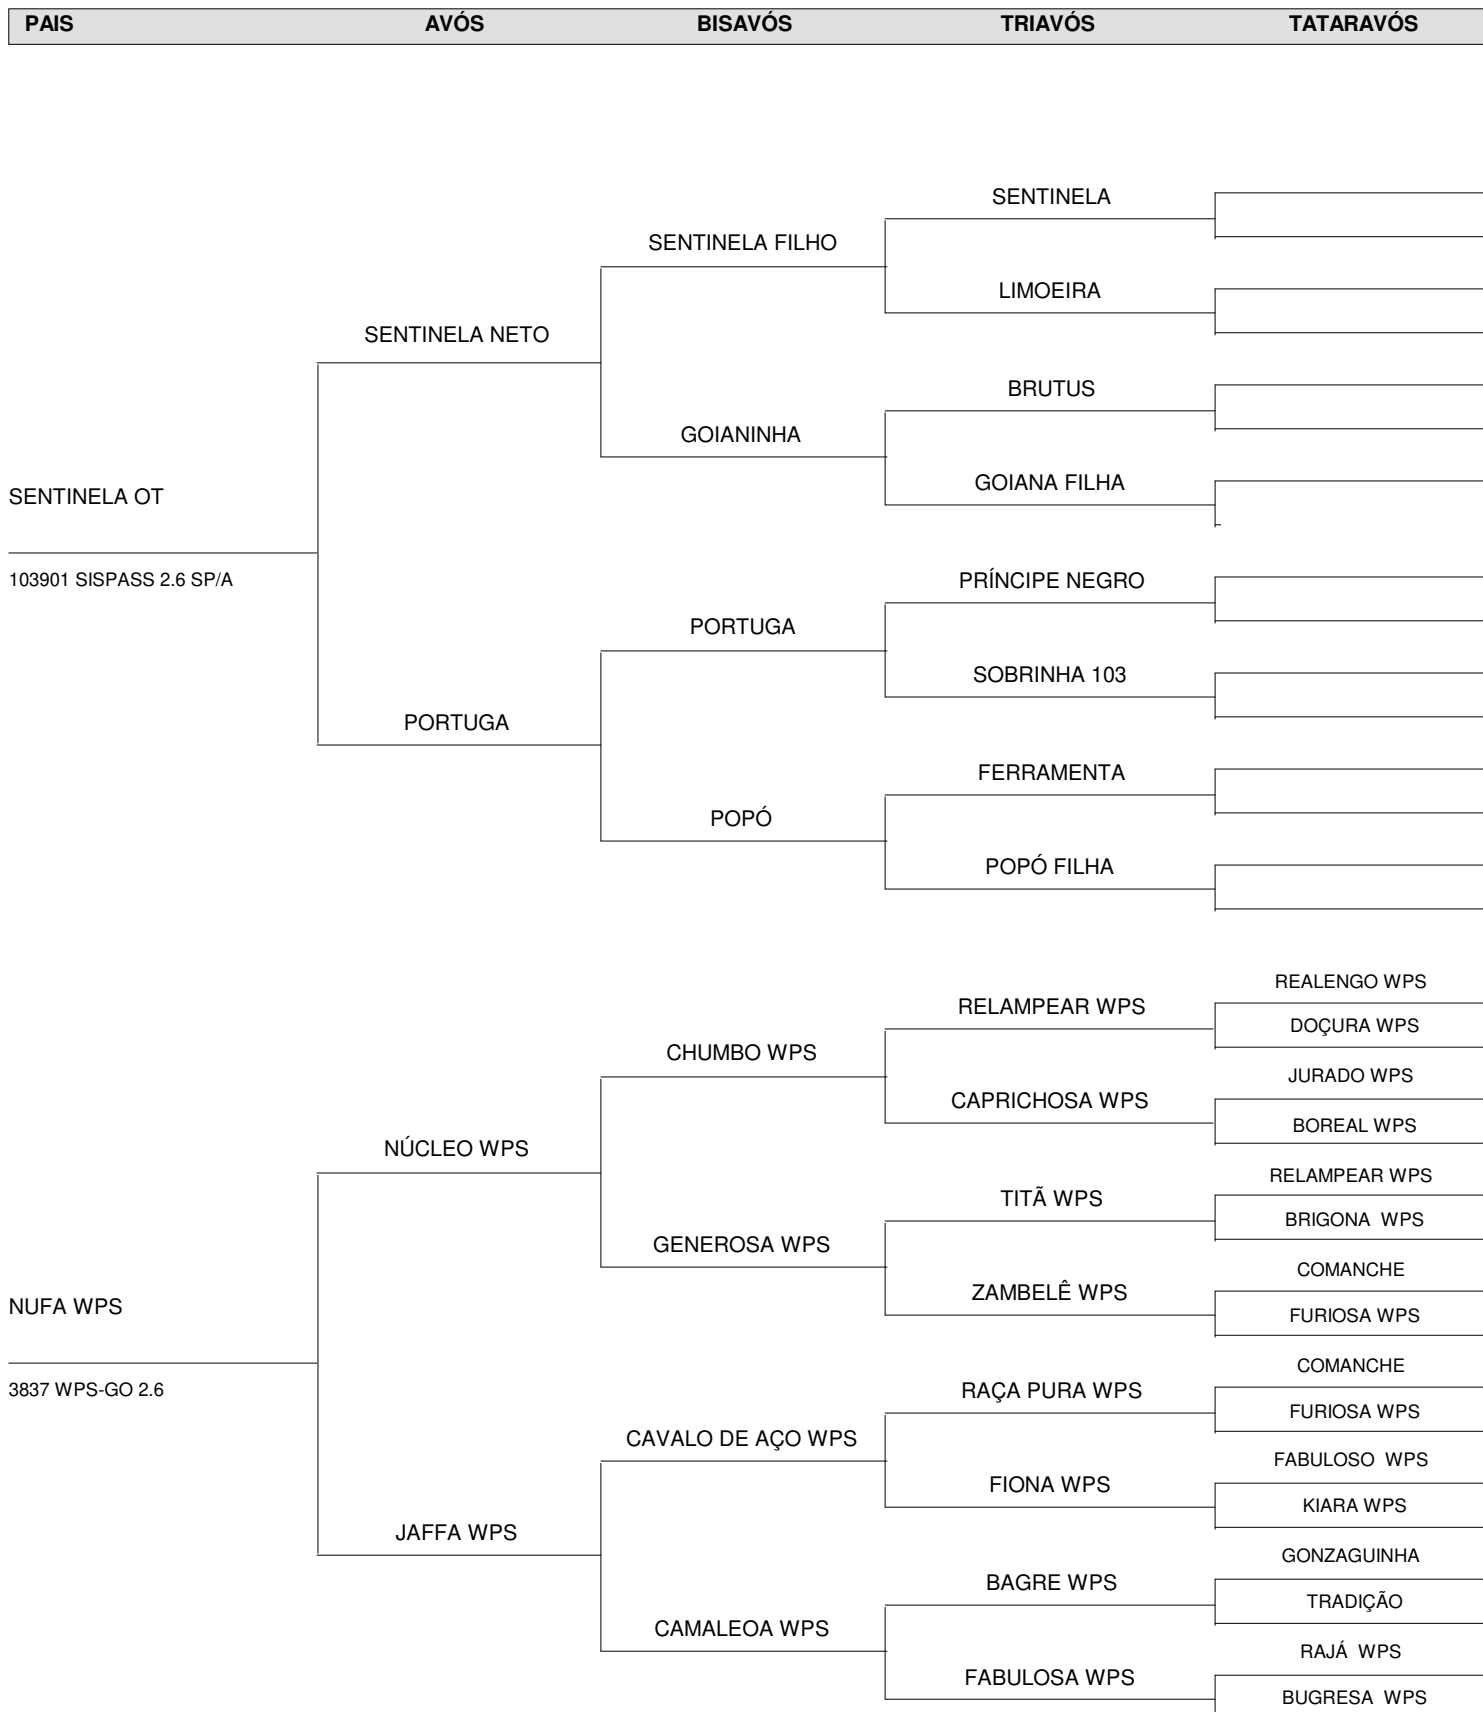 PAIS AVÓS BISAVÓS TRIAVÓS TATARAVÓS
SENTINELA
SENTINELA FILHO
LIMOEIRA
SENTINELA NETO
BRUTUS
GOIANINHA
GOIANA FILHA
SENTINELA OT
103901 SISPASS 2.6 SP/A
PRÍNCIPE NEGRO
PORTUGA
SOBRINHA 103
PORTUGA
FERRAMENTA
POPÓ
POPÓ FILHA
REALENGO WPS
RELAMPEAR WPS
DOÇURA WPS
CHUMBO WPS
JURADO WPS
CAPRICHOSA WPS
BOREAL WPS
NÚCLEO WPS
RELAMPEAR WPS
TITÃ WPS
BRIGONA WPS
GENEROSA WPS
COMANCHE
ZAMBELÊ WPS
NUFA WPS
FURIOSA WPS
COMANCHE
3837 WPS-GO 2.6
RAÇA PURA WPS
FURIOSA WPS
CAVALO DE AÇO WPS
FABULOSO WPS
FIONA WPS
KIARA WPS
JAFFA WPS
GONZAGUINHA
BAGRE WPS
TRADIÇÃO
CAMALEOA WPS
RAJÁ WPS
FABULOSA WPS
BUGRESA WPS